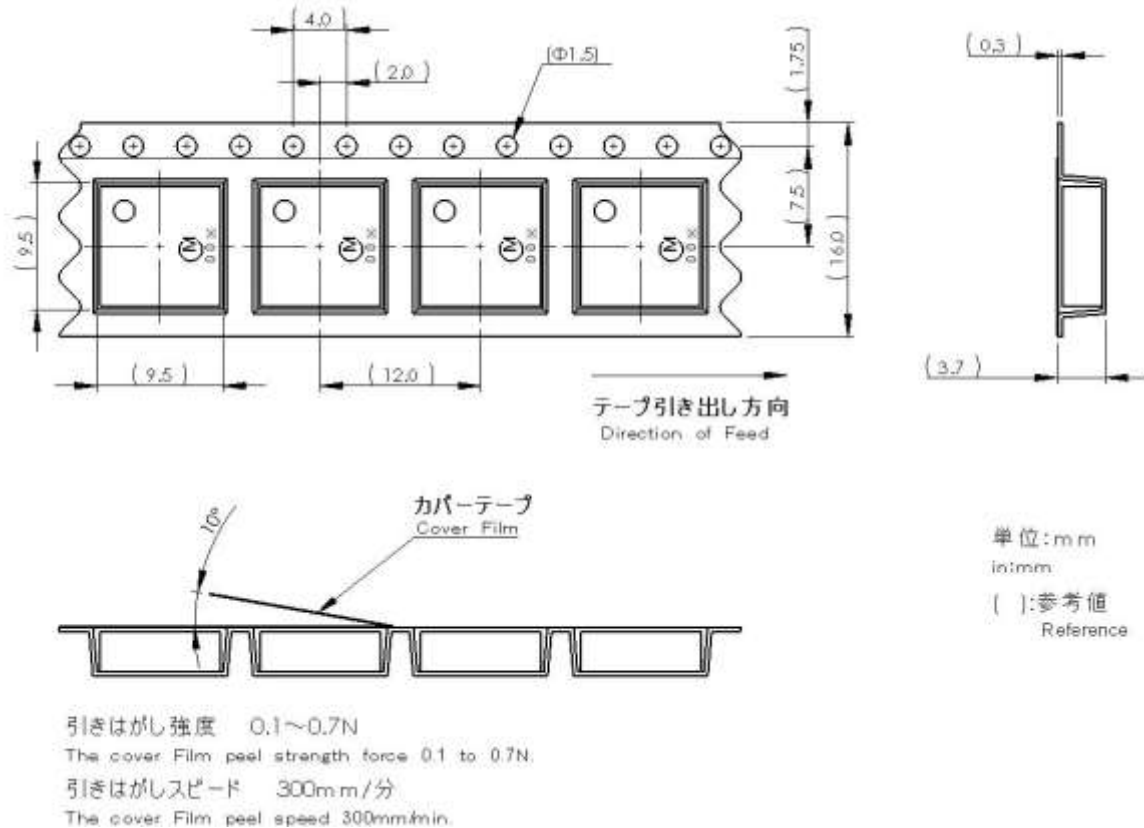 ( 4.0 )
( 2.0 )
(Φ1.5)
( 1.75 )
( 0.3 )
( 7.5 )
( 9.5 )
( 16.0 )
M
M
M
M
( 9.5 )
( 12.0 )
( 3.7 )
テープ引き出し方向
Direction of Feed
カバーテープ
Cover Film
10°
単位:mm
in:mm
( ):参考値
Reference
引きはがし強度 0.1～0.7N
The cover Film peel strength force 0.1 to 0.7N.
引きはがしスピード 300mm/分
The cover Film peel speed 300mm/min.